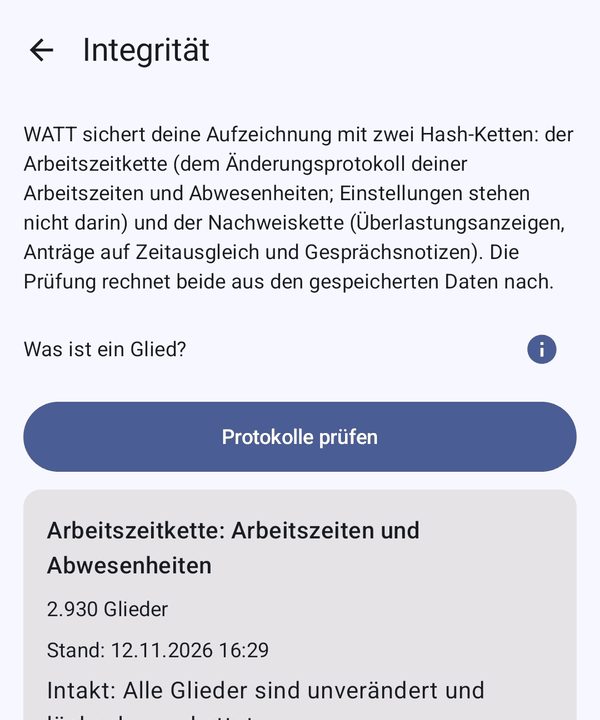 Integrität
WATT sichert deine Aufzeichnung mit zwei Hash-Ketten: der
Arbeitszeitkette (dem Änderungsprotokoll deiner
Arbeitszeiten und Abwesenheiten; Einstellungen stehen
nicht darin) und der Nachweiskette (Überlastungsanzeigen,
Anträge auf Zeitausgleich und Gesprächsnotizen). Die
Prüfung rechnet beide aus den gespeicherten Daten nach.
Was ist ein Glied?
Protokolle prüfen
Arbeitszeitkette: Arbeitszeiten und
Abwesenheiten
2.930 Glieder
Stand: 12.11.2026 16:29
Intakt: Alle Glieder sind unverändert und